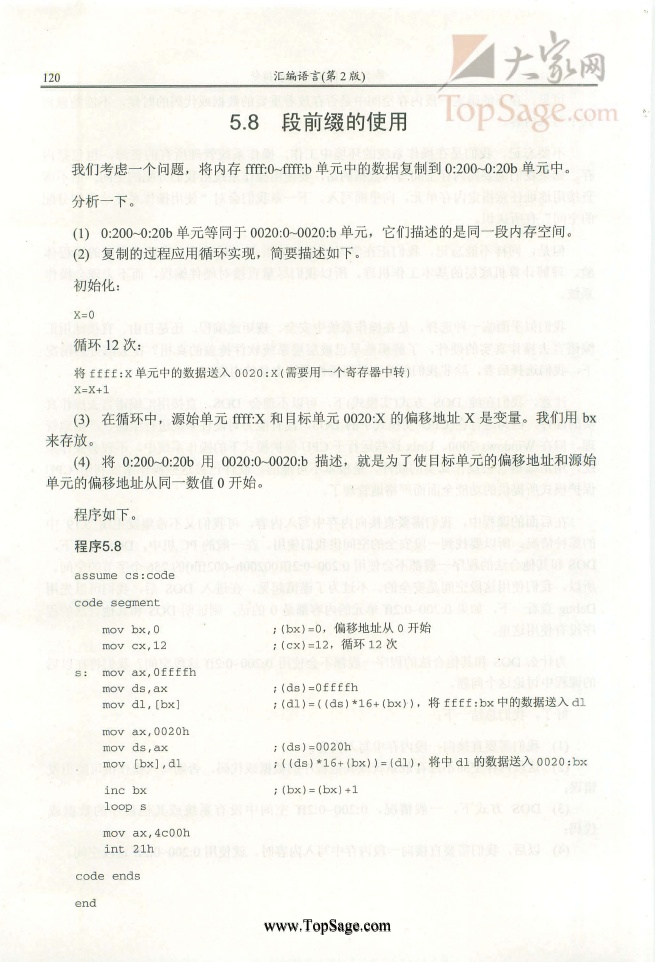 120
汇编语言(第 2 版)
大家网
TopSage.com
5.8 段前缀的使用
我们考虑一个问题，将内存 ffff:0~ffff:b 单元中的数据复制到 0:200~0:20b 单元中。
分析一下。
(1) 0:200~0:20b 单元等同于 0020:0~0020:b 单元，它们描述的是同一段内存空间。
(2) 复制的过程应用循环实现，简要描述如下。
初始化：
X=0
循环 12 次：
将 ffff:X 单元中的数据送入 0020:X(需要用一个寄存器中转)
X=X+1
(3) 在循环中，源始单元 ffff:X 和目标单元 0020:X 的偏移地址 X 是变量。我们用 bx
来存放。
(4) 将 0:200~0:20b 用 0020:0~0020:b 描述，就是为了使目标单元的偏移地址和源始
单元的偏移地址从同一数值 0 开始。
程序如下。
程序5.8
assume cs:code
code segment
mov bx,0 ;(bx)=0，偏移地址从 0 开始
mov cx,12 ;(cx)=12，循环 12 次
s: mov ax,0ffffh
mov ds,ax ;(ds)=0ffffh
mov dl,[bx] ;(dl)=((ds)*16+(bx))，将 ffff:bx 中的数据送入 dl
mov ax,0020h
mov ds,ax ;(ds)=0020h
mov [bx],dl ;((ds)*16+(bx))=(dl)，将中 dl 的数据送入 0020:bx
inc bx ;(bx)=(bx)+1
loop s
mov ax,4c00h
int 21h
code ends
end
www.TopSage.com